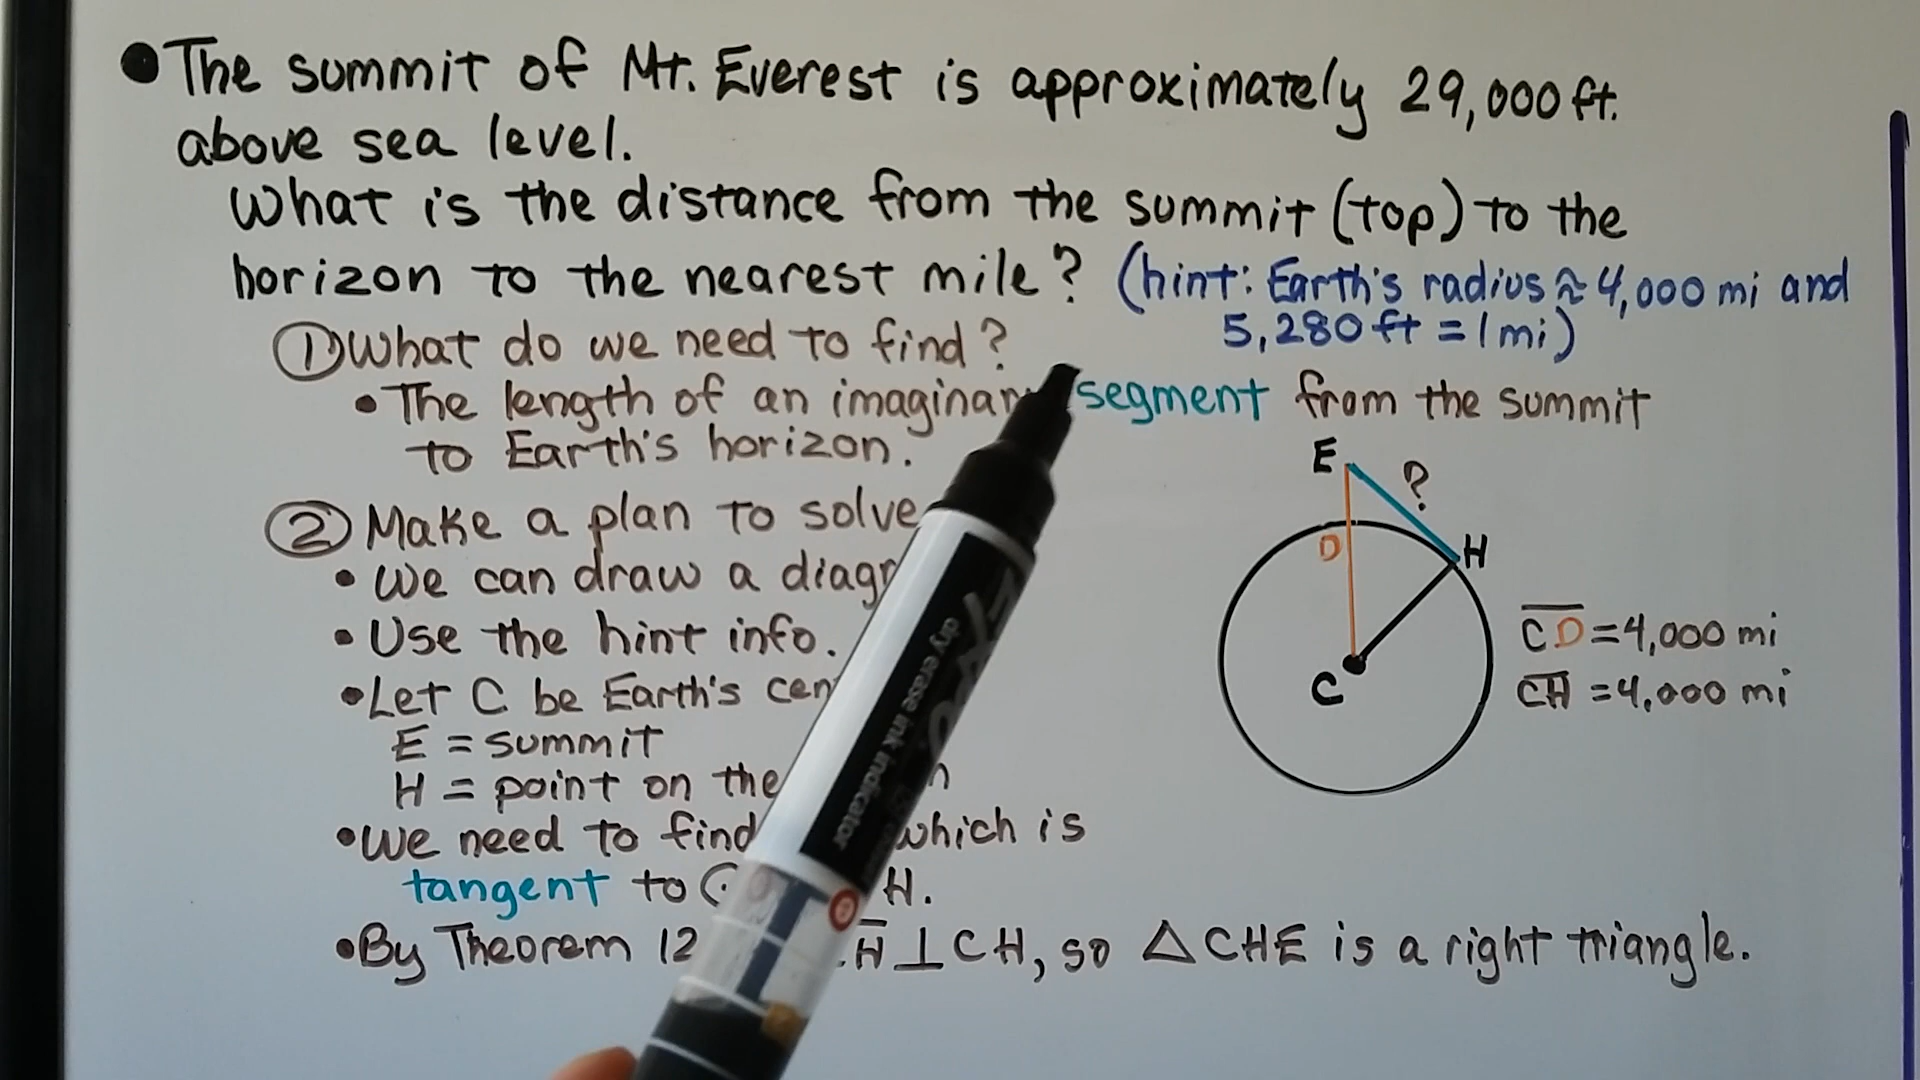 • The summit of Mt. Everest is approximately 29,000 ft.
above sea level.
What is the distance from the summit (top) to the
horizon to the nearest mile? (hint: Earth's radius ≈ 4,000 mi and
5,280 ft = 1 mi)
① What do we need to find?
• The length of an segment from the summit
to Earth's horizon.
② Make a plan to solve
• We can draw a
• Use the hint info.
• Let C be Earth's
E = summit
H = point on the
• We need to find which is
tangent to H.
• By Theorem 12 ⊥ CH, so △CHE is a right triangle.
E
?
D
H
C
C̅D̅ = 4,000 mi
C̅H̅ = 4,000 mi
EXPO
dry erase ink indicator